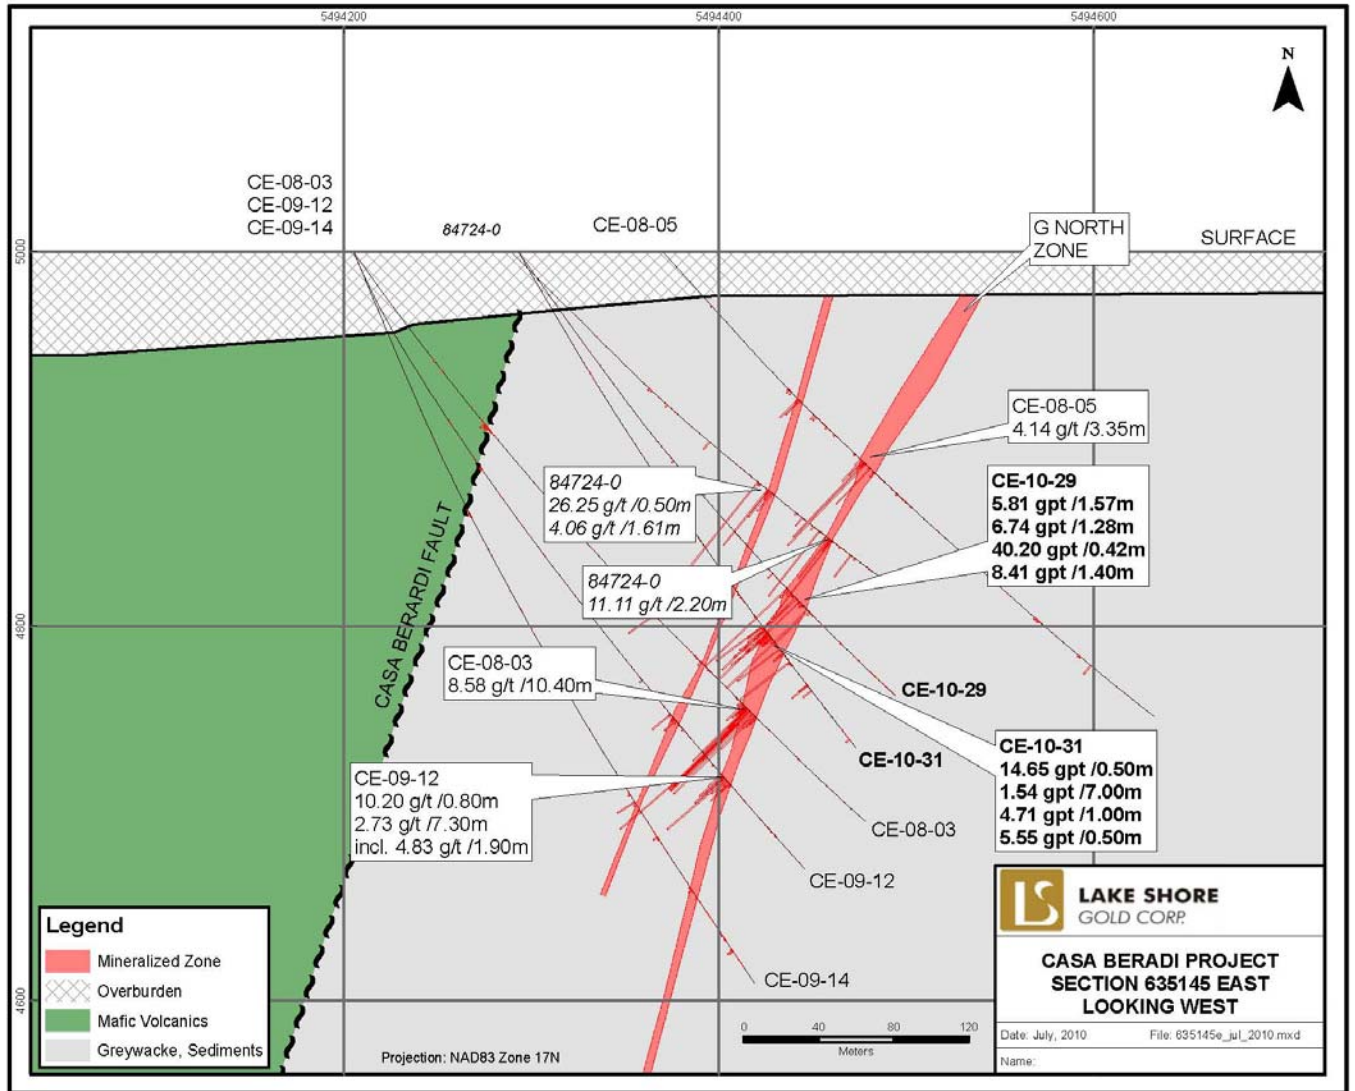 5494200
5494400
5494600
N
CE-08-03
CE-09-12
CE-09-14
84724-0
CE-08-05
G NORTH
ZONE
SURFACE
5000
CE-08-05
4.14 g/t /3.35m
84724-0
26.25 g/t /0.50m
4.06 g/t /1.61m
CE-10-29
5.81 gpt /1.57m
6.74 gpt /1.28m
40.20 gpt /0.42m
8.41 gpt /1.40m
CASA BERARDI FAULT
84724-0
11.11 g/t /2.20m
4800
CE-08-03
8.58 g/t /10.40m
CE-10-29
CE-10-31
CE-10-31
14.65 gpt /0.50m
1.54 gpt /7.00m
4.71 gpt /1.00m
5.55 gpt /0.50m
CE-09-12
10.20 g/t /0.80m
2.73 g/t /7.30m
incl. 4.83 g/t /1.90m
CE-08-03
CE-09-12
CE-09-14
4600
Legend
Mineralized Zone
Overburden
Mafic Volcanics
Greywacke, Sediments
Projection: NAD83 Zone 17N
0 40 80 120
Meters
LS
LAKE SHORE
GOLD CORP.
CASA BERADI PROJECT
SECTION 635145 EAST
LOOKING WEST
Date: July, 2010 File: 635145e_jul_2010.mxd
Name: